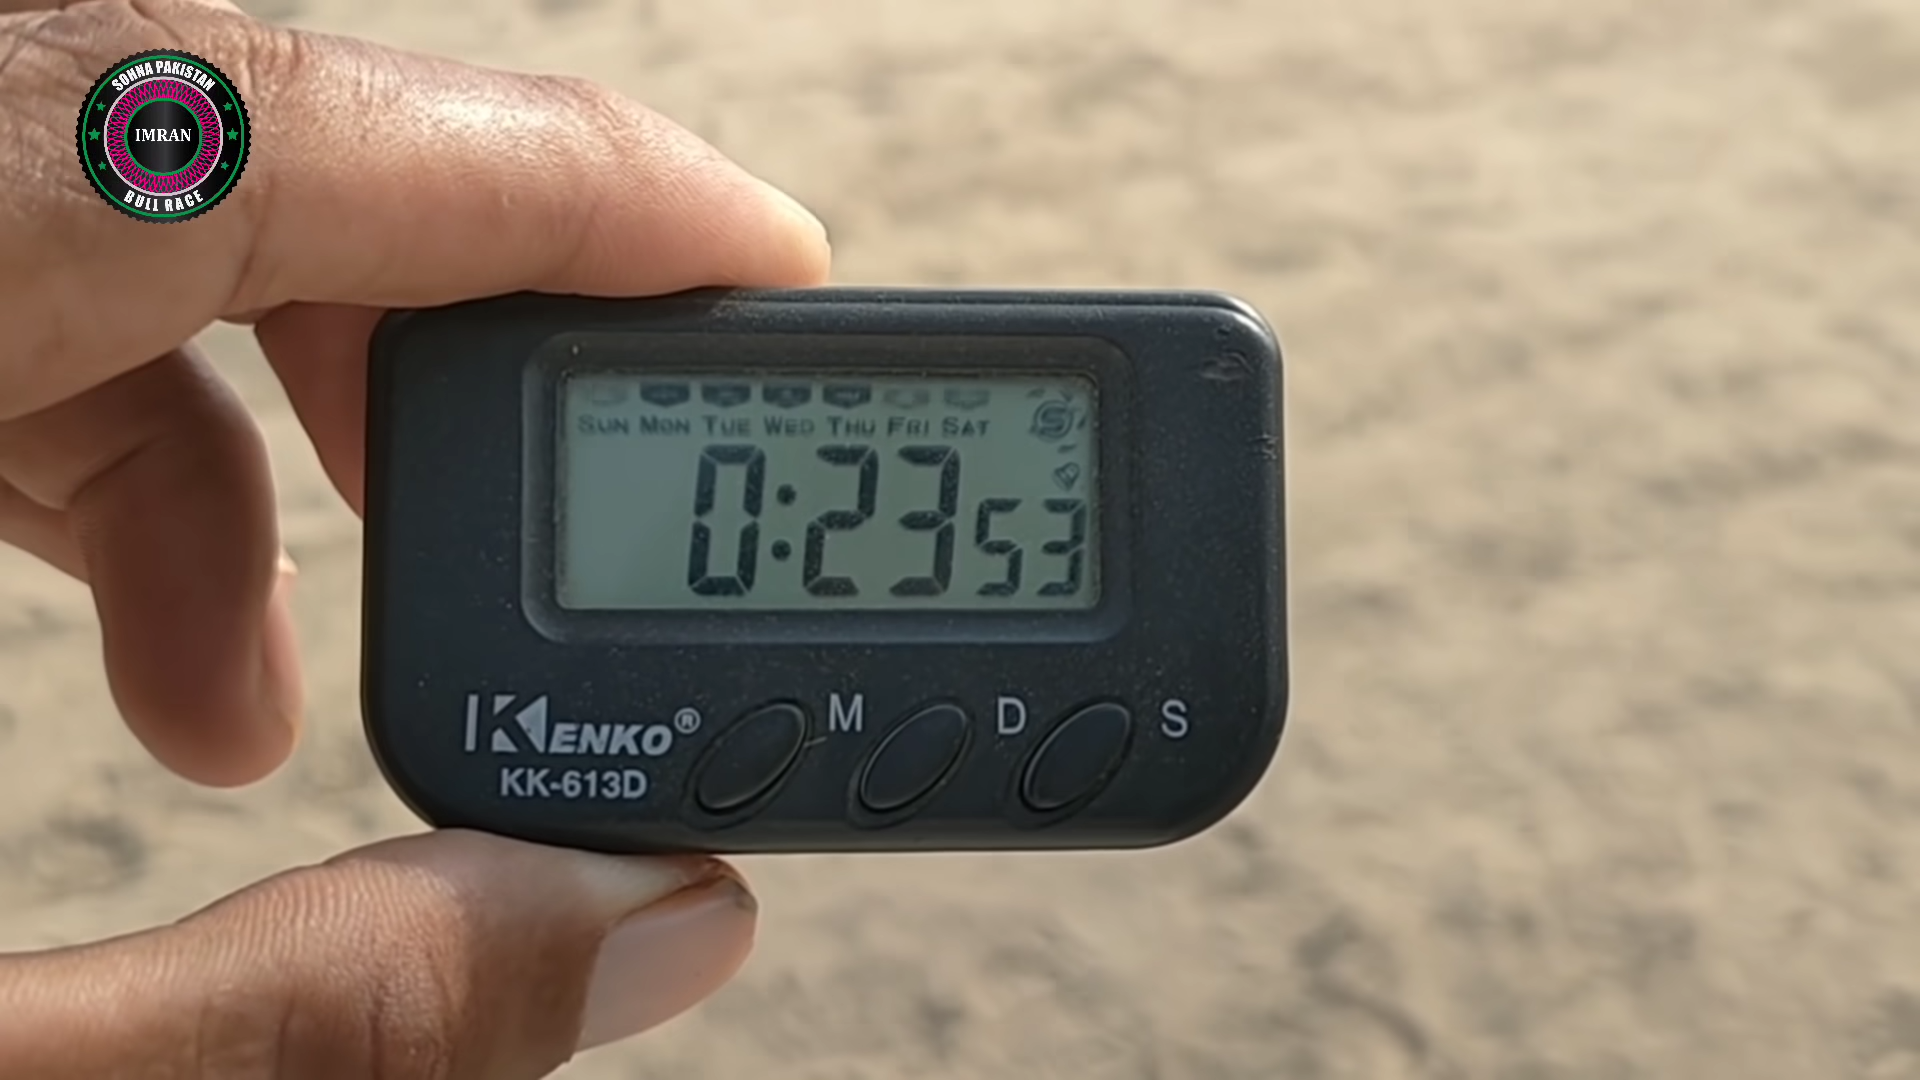 SOHNA PAKISTAN
IMRAN
BULL RACE
SUN MON TUE WED THU FRI SAT
0:23 53
KENKO®
KK-613D
M D S